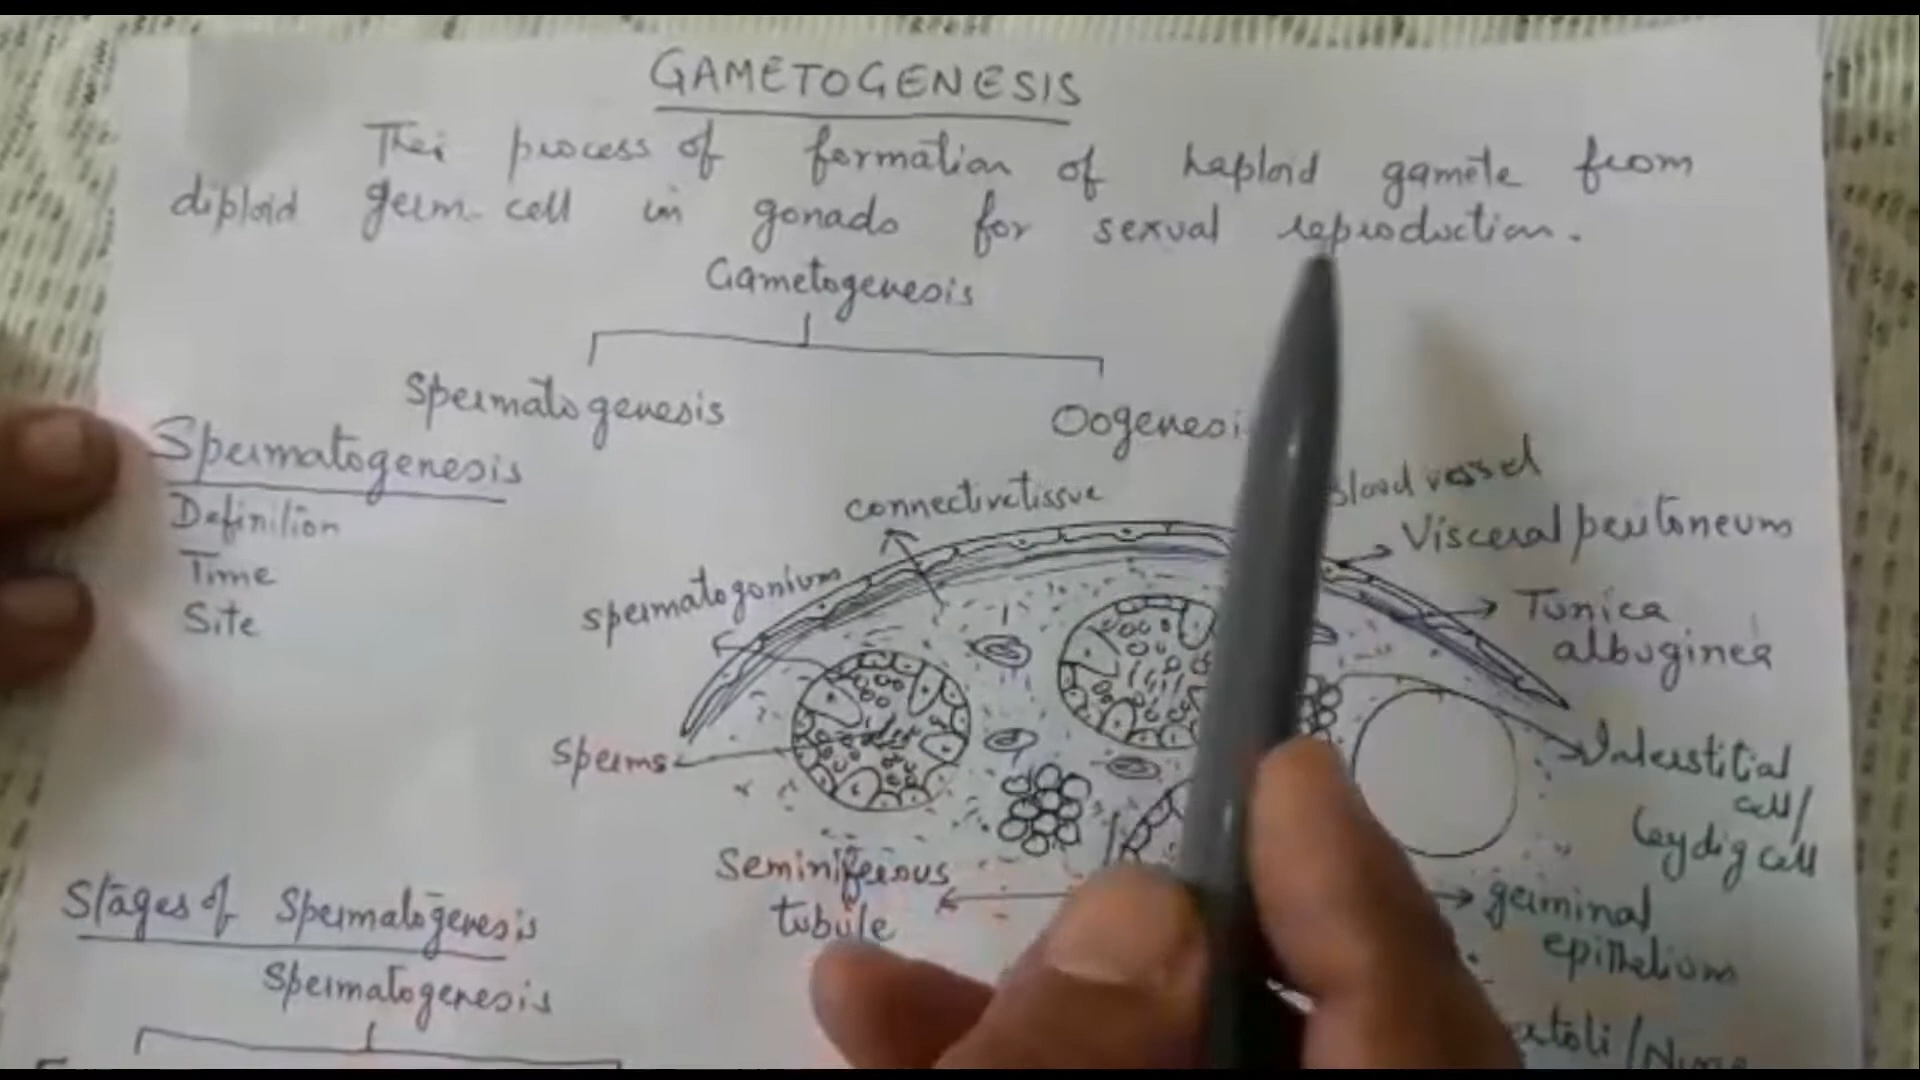 GAMETOGENESIS
The process of formation of haploid gamete from
diploid germ cell in gonads for sexual reproduction.
Gametogenesis
Spermatogenesis
Oogenesi
Spermatogenesis
Definition
Time
Site
connective tissue
blood vessel
Visceral peritoneum
spermatogonium
Tunica
albuginea
Sperms
Interstitial
cell/
Leydig cell
Seminiferous
tubule
germinal
epithelium
Stages of Spermatogenesis
Spermatogenesis